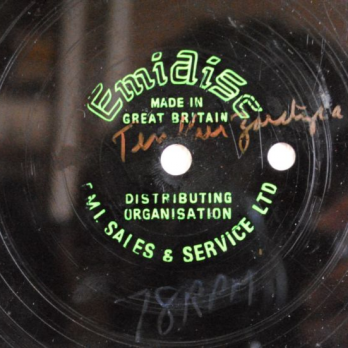 Emidisc
MADE IN
GREAT BRITAIN
DISTRIBUTING
ORGANISATION
E.M.I. SALES & SERVICE LTD
78RPM